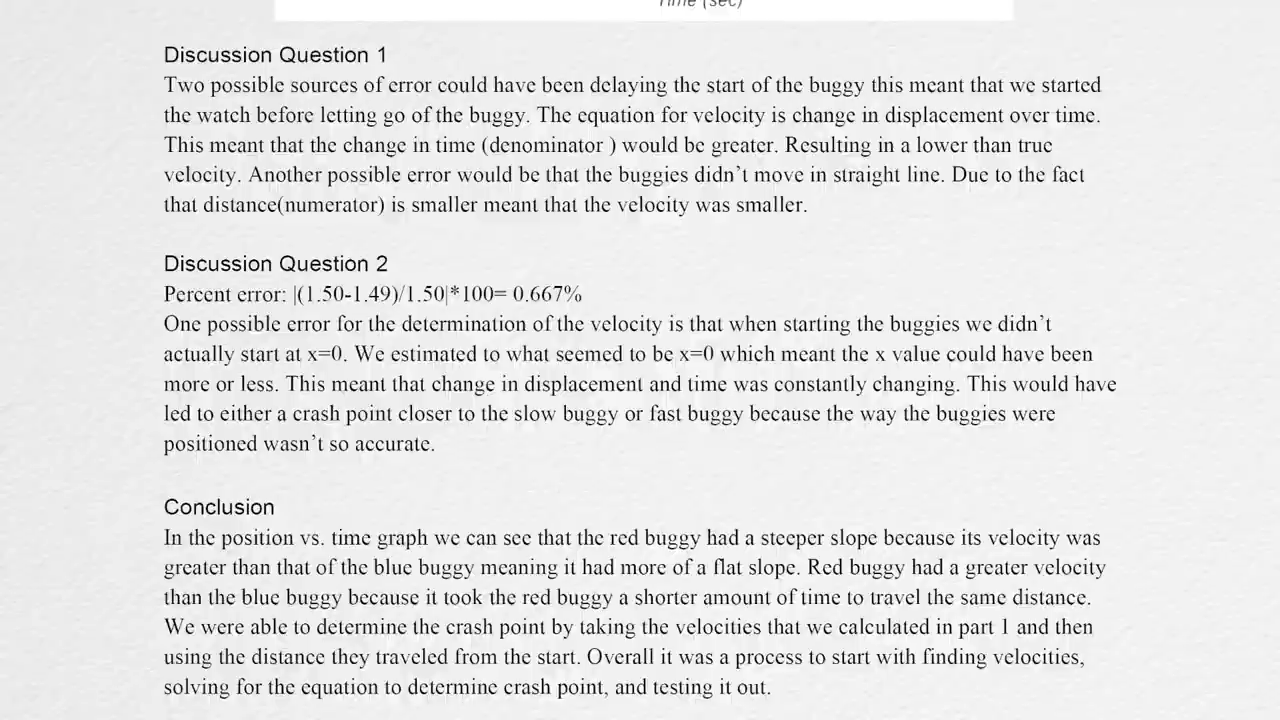 Time (sec)
Discussion Question 1
Two possible sources of error could have been delaying the start of the buggy this meant that we started
the watch before letting go of the buggy. The equation for velocity is change in displacement over time.
This meant that the change in time (denominator ) would be greater. Resulting in a lower than true
velocity. Another possible error would be that the buggies didn’t move in straight line. Due to the fact
that distance(numerator) is smaller meant that the velocity was smaller.
Discussion Question 2
Percent error: |(1.50-1.49)/1.50|*100= 0.667%
One possible error for the determination of the velocity is that when starting the buggies we didn’t
actually start at x=0. We estimated to what seemed to be x=0 which meant the x value could have been
more or less. This meant that change in displacement and time was constantly changing. This would have
led to either a crash point closer to the slow buggy or fast buggy because the way the buggies were
positioned wasn’t so accurate.
Conclusion
In the position vs. time graph we can see that the red buggy had a steeper slope because its velocity was
greater than that of the blue buggy meaning it had more of a flat slope. Red buggy had a greater velocity
than the blue buggy because it took the red buggy a shorter amount of time to travel the same distance.
We were able to determine the crash point by taking the velocities that we calculated in part 1 and then
using the distance they traveled from the start. Overall it was a process to start with finding velocities,
solving for the equation to determine crash point, and testing it out.